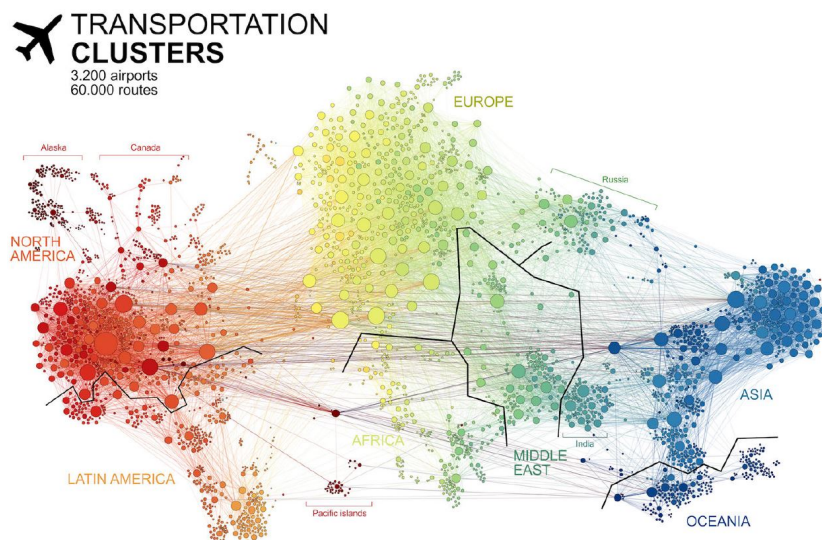 TRANSPORTATION
CLUSTERS
3.200 airports
60.000 routes
EUROPE
Alaska
Canada
Russia
NORTH
AMERICA
ASIA
AFRICA
India
MIDDLE
EAST
LATIN AMERICA
Pacific islands
OCEANIA